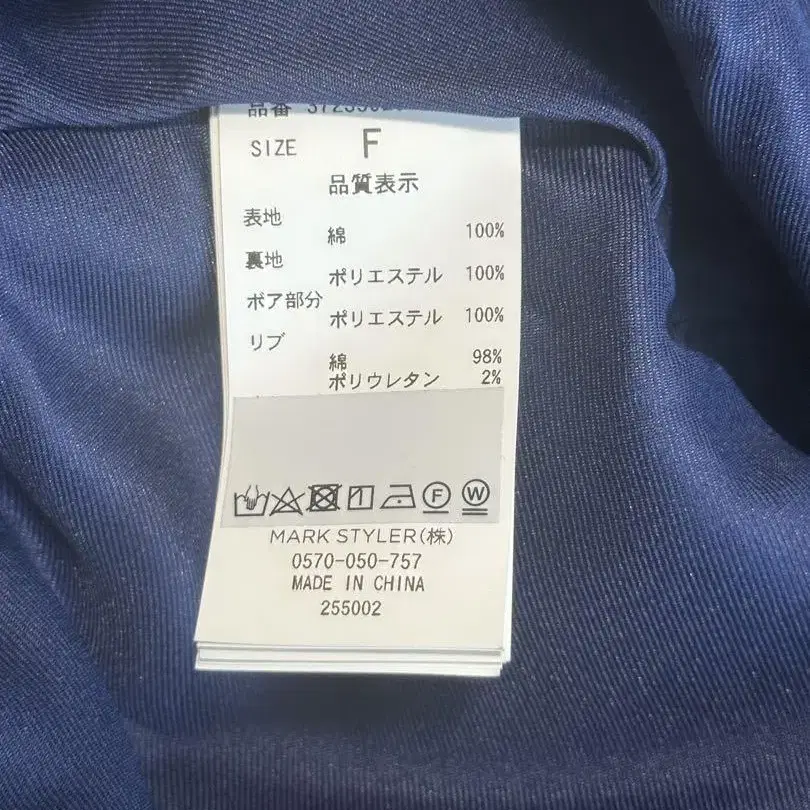 品番
SIZE F
品質表示
表地
綿 100%
裏地
ポリエステル 100%
ボア部分
ポリエステル 100%
リブ
綿 98%
ポリウレタン 2%
F W
MARK STYLER(株)
0570-050-757
MADE IN CHINA
255002